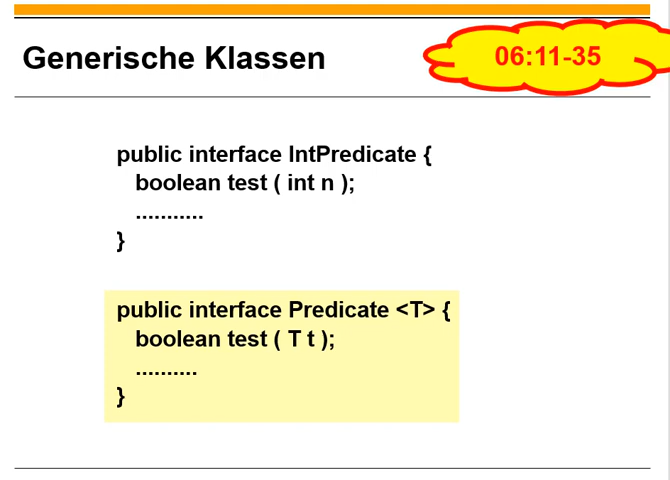 Generische Klassen
06:11-35
public interface IntPredicate {
boolean test ( int n );
...........
}
public interface Predicate <T> {
boolean test ( T t );
..........
}